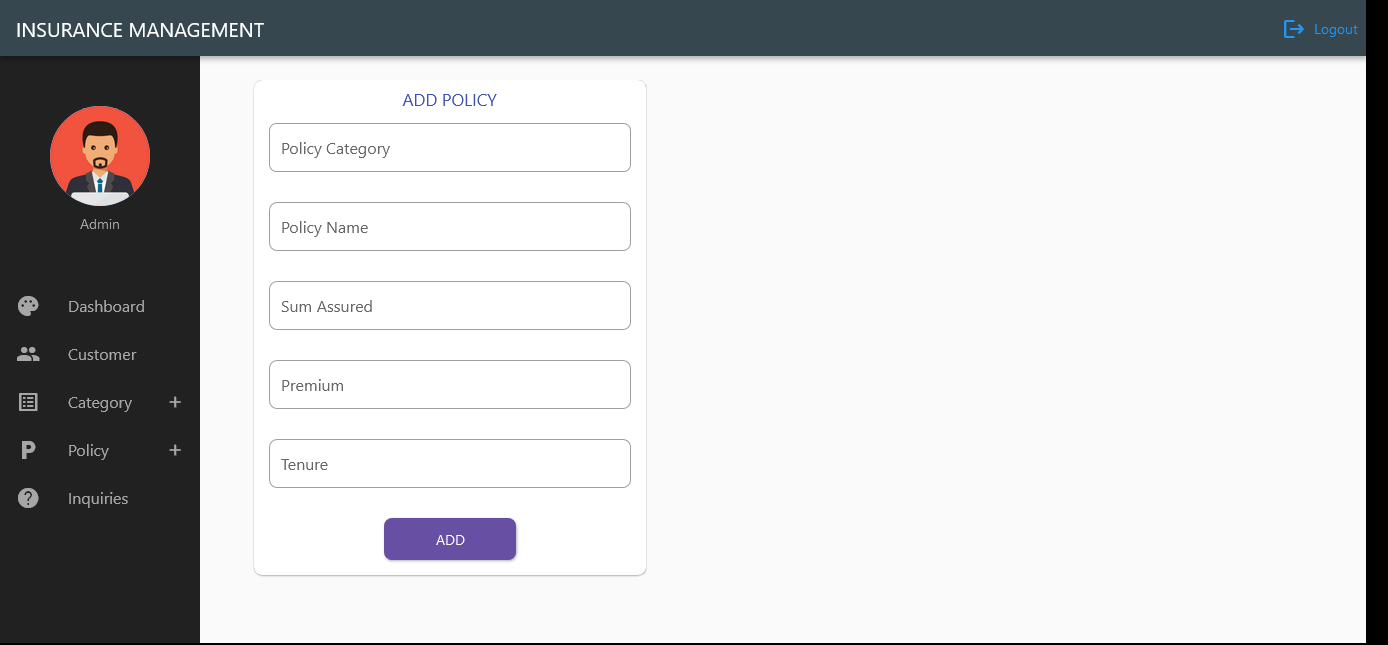 INSURANCE MANAGEMENT
Logout
Admin
Dashboard
Customer
Category +
Policy +
Inquiries
ADD POLICY
Policy Category
Policy Name
Sum Assured
Premium
Tenure
ADD